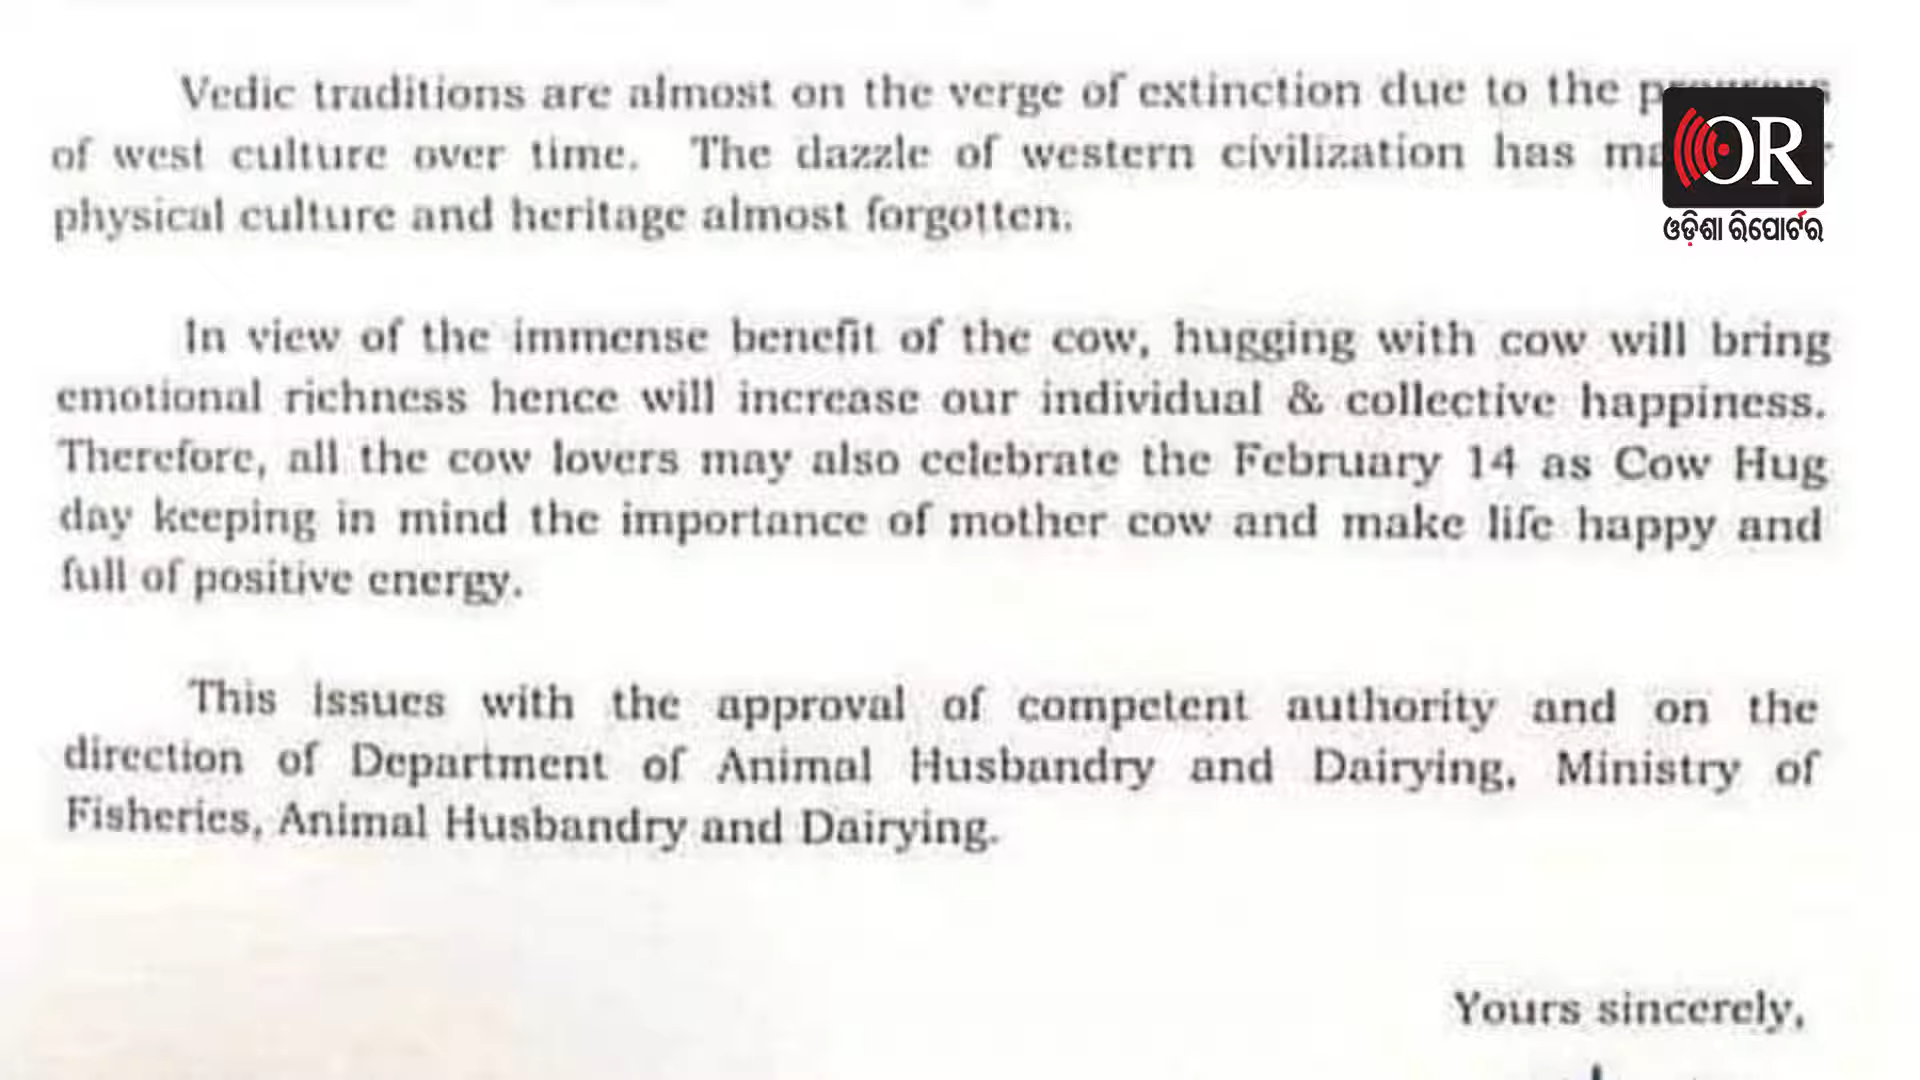 Vedic traditions are almost on the verge of extinction due to the progress
of west culture over time. The dazzle of western civilization has
physical culture and heritage almost forgotten.
In view of the immense benefit of the cow, hugging with cow will bring
emotional richness hence will increase our individual & collective happiness.
Therefore, all the cow lovers may also celebrate the February 14 as Cow Hug
day keeping in mind the importance of mother cow and make life happy and
full of positive energy.
This issues with the approval of competent authority and on the
direction of Department of Animal Husbandry and Dairying, Ministry of
Fisheries, Animal Husbandry and Dairying.
Yours sincerely,
OR
ଓଡ଼ିଶା ରିପୋର୍ଟର